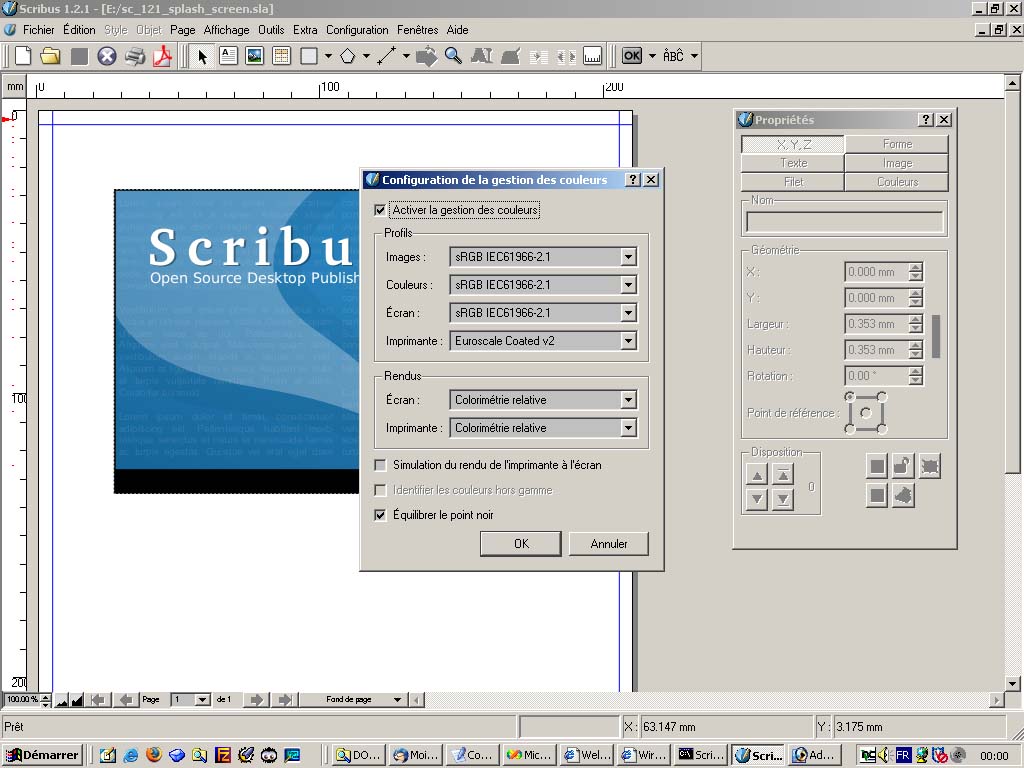 Scribus 1.2.1 - [E:/sc_121_splash_screen.sla]
Fichier Édition Style Objet Page Affichage Outils Extra Configuration Fenêtres Aide
A OK ÀBĈ
mm 0 100 200
0
100
200
Scribu
Open Source Desktop Publish
Configuration de la gestion des couleurs
Activer la gestion des couleurs
Profils
Images : sRGB IEC61966-2.1
Couleurs : sRGB IEC61966-2.1
Écran : sRGB IEC61966-2.1
Imprimante : Euroscale Coated v2
Rendus
Écran : Colorimétrie relative
Imprimante : Colorimétrie relative
Simulation du rendu de l'imprimante à l'écran
Identifier les couleurs hors gamme
Équilibrer le point noir
OK Annuler
Propriétés
X, Y, Z Forme
Texte Image
Filet Couleurs
Nom
Géométrie
X : 0.000 mm
Y : 0.000 mm
Largeur : 0.353 mm
Hauteur : 0.353 mm
Rotation : 0.00 °
Point de référence :
Disposition
0
100.00 % Page 1 de 1 Fond de page
Prêt X : 63.147 mm Y : 3.175 mm
Démarrer DO... Moi... Co... Mic... Wel... Wir... Scri... Scri... Ad... FR 00:00